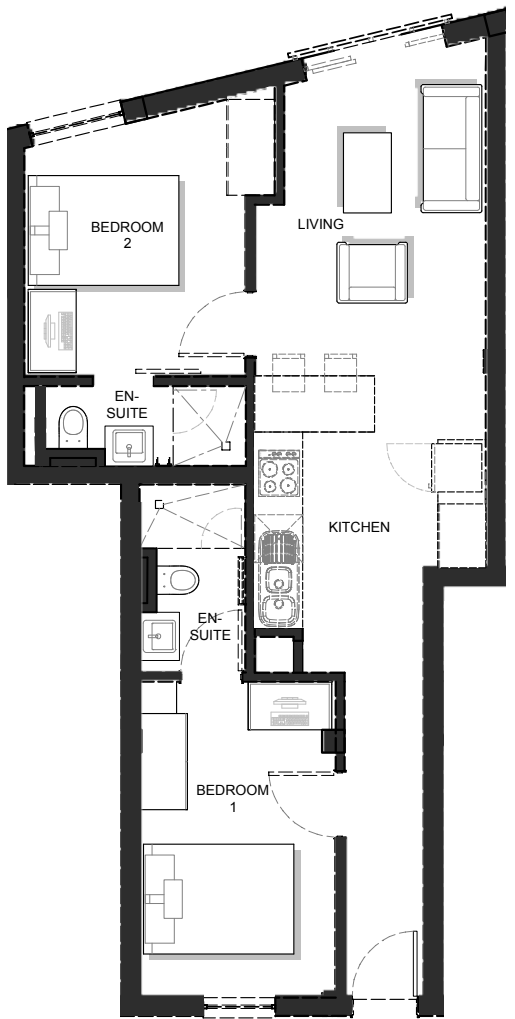 BEDROOM
2
LIVING
EN-
SUITE
KITCHEN
EN-
SUITE
BEDROOM
1